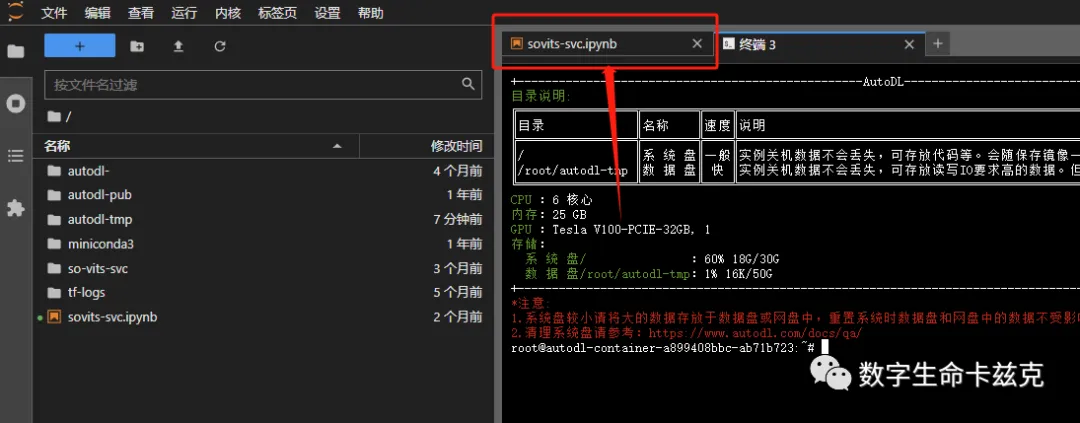 文件 编辑 查看 运行 内核 标签页 设置 帮助
按文件名过滤
/
名称 修改时间
autodl- 4 个月前
autodl-pub 1 年前
autodl-tmp 7 分钟前
miniconda3 1 年前
so-vits-svc 3 个月前
tf-logs 5 个月前
sovits-svc.ipynb 2 个月前
sovits-svc.ipynb 终端 3
AutoDL
目录说明:
目录 名称 速度 说明
/ 系 统 盘 一般 实例关机数据不会丢失，可存放代码等。会随保存镜像一
/root/autodl-tmp 数 据 盘 快 实例关机数据不会丢失，可存放读写IO要求高的数据。但
CPU : 6 核心
内存: 25 GB
GPU : Tesla V100-PCIE-32GB, 1
存储:
系 统 盘/ : 60% 18G/30G
数 据 盘/root/autodl-tmp: 1% 16K/50G
*注意:
1.系统盘较小请将大的数据存放于数据盘或网盘中，重置系统时数据盘和网盘中的数据不受影
2.清理系统盘请参考: https://www.autodl.com/docs/qa/
root@autodl-container-a899408bbc-ab71b723:~#
数字生命卡兹克